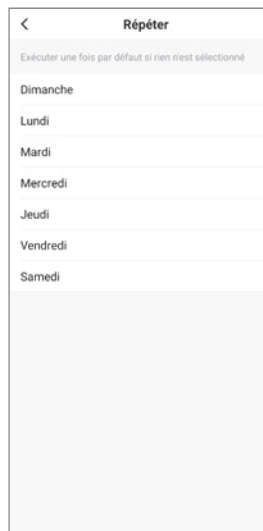 Répéter
Exécuter une fois par défaut si rien n'est sélectionné
Dimanche
Lundi
Mardi
Mercredi
Jeudi
Vendredi
Samedi